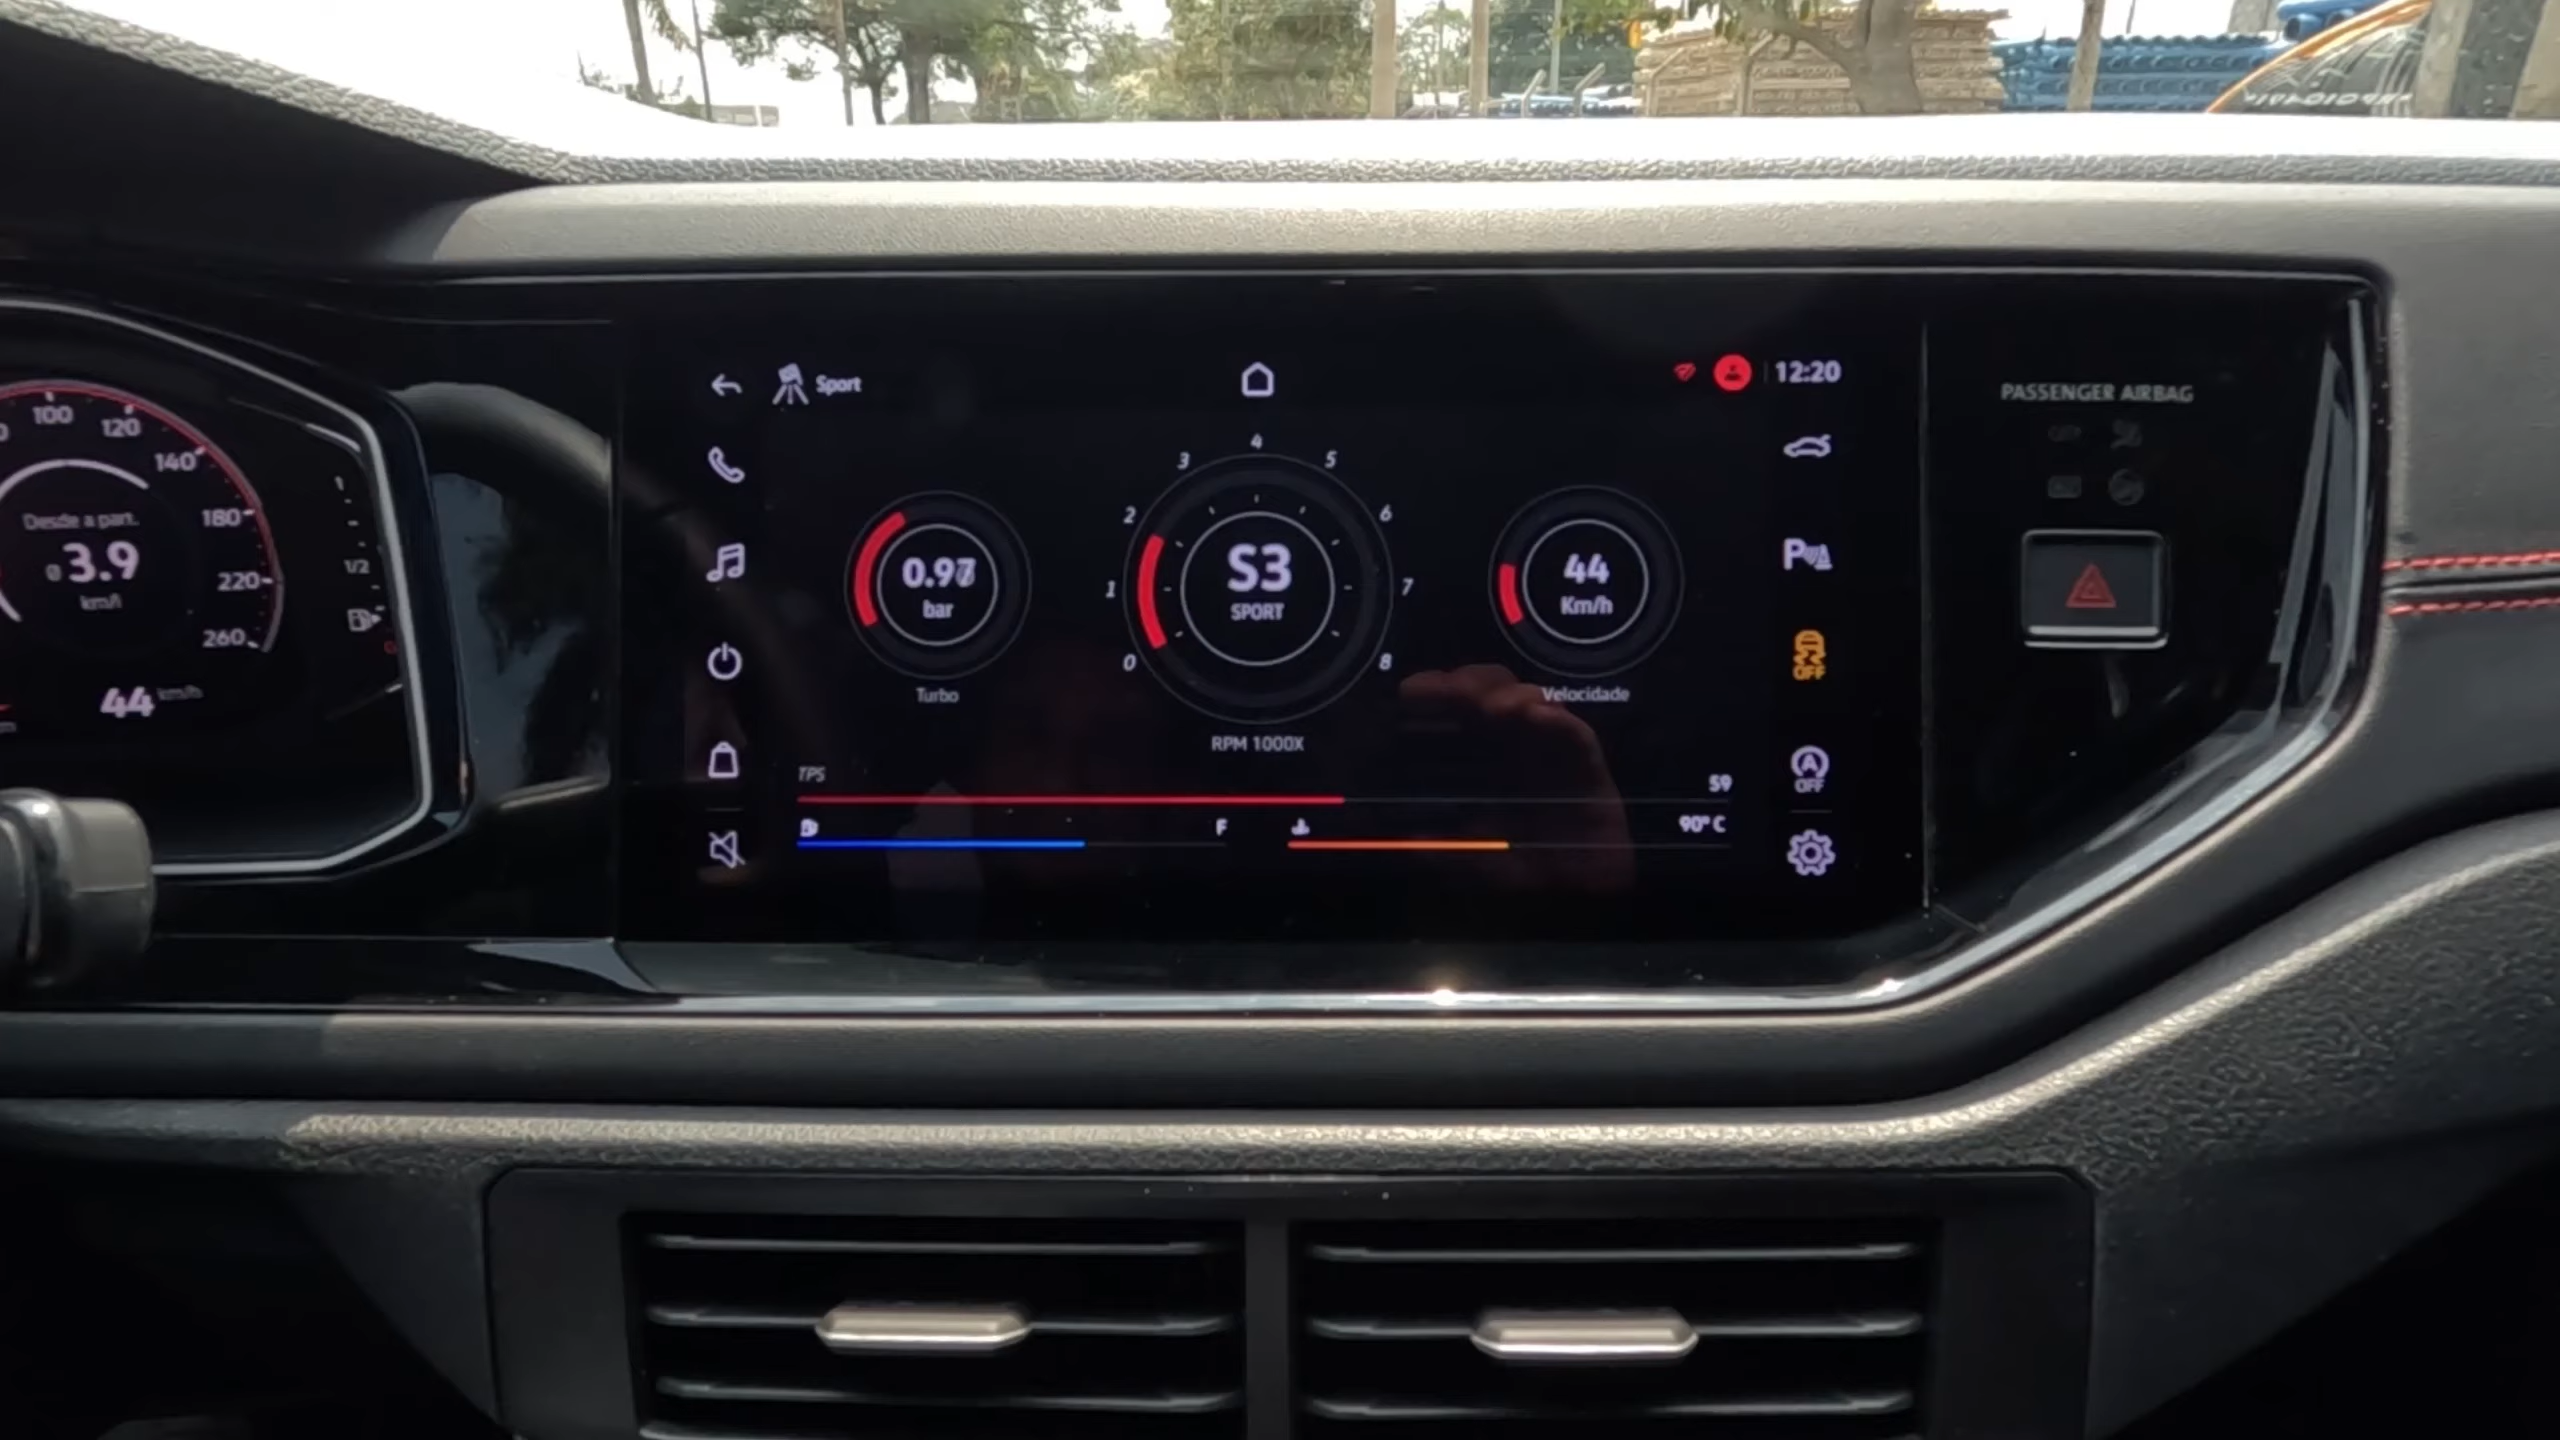 100
120
140
180
220
260
Desde a part.
ø 3.9
km/l
44 km/h
1
1/2
Sport
12:20
0
1
2
3
4
5
6
7
8
bar
Turbo
S3
SPORT
RPM 1000X
44
Km/h
Velocidade
TPS
59
F
90° C
OFF
A
OFF
PASSENGER AIRBAG